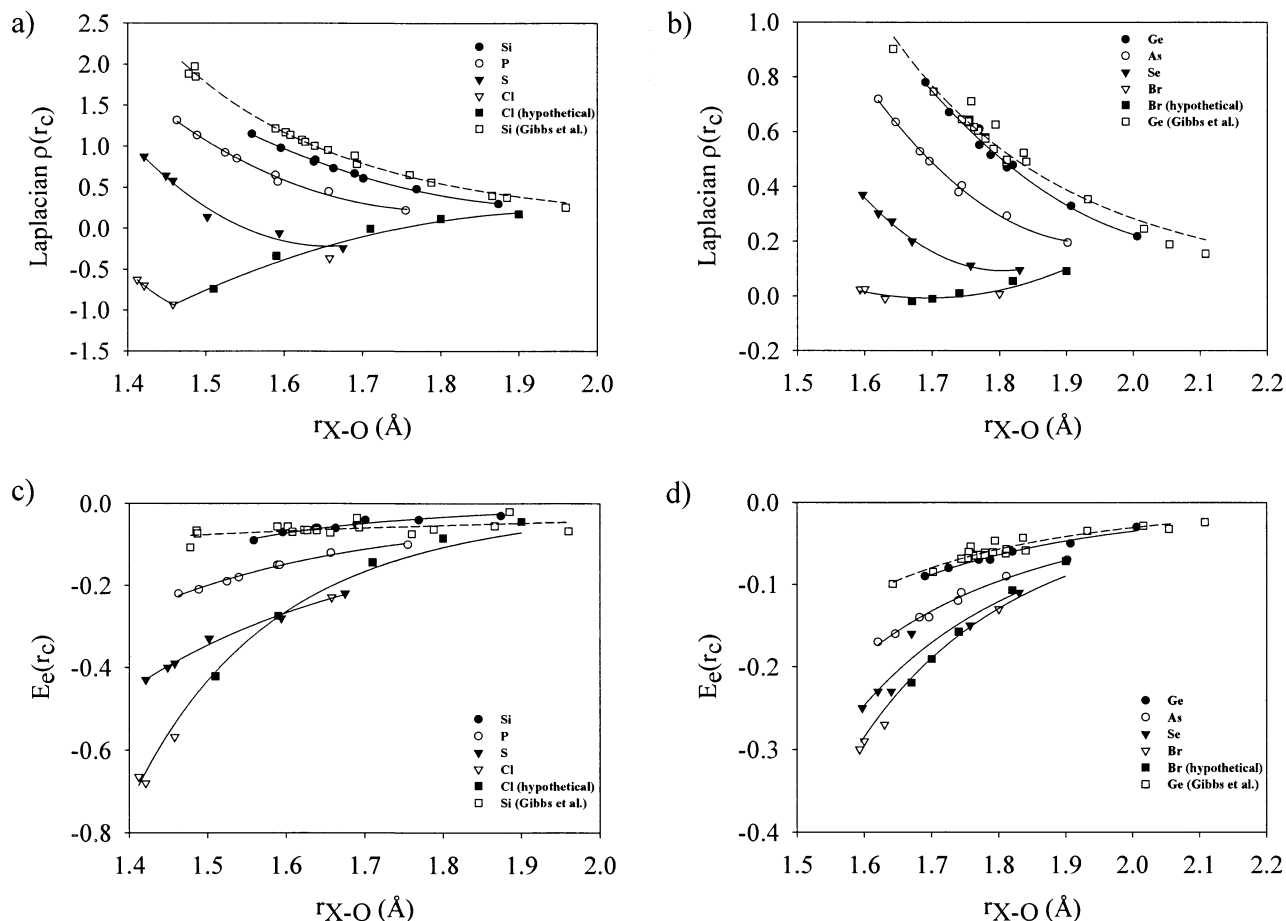 a)
Laplacian ρ(rc)
2.5
2.0
1.5
1.0
0.5
0.0
-0.5
-1.0
-1.5
1.4 1.5 1.6 1.7 1.8 1.9 2.0
rX-O (Å)
Si
P
S
Cl
Cl (hypothetical)
Si (Gibbs et al.)
b)
Laplacian ρ(rc)
1.0
0.8
0.6
0.4
0.2
0.0
-0.2
1.5 1.6 1.7 1.8 1.9 2.0 2.1 2.2
rX-O (Å)
Ge
As
Se
Br
Br (hypothetical)
Ge (Gibbs et al.)
c)
Ee(rc)
0.0
-0.2
-0.4
-0.6
-0.8
1.4 1.5 1.6 1.7 1.8 1.9 2.0
rX-O (Å)
Si
P
S
Cl
Cl (hypothetical)
Si (Gibbs et al.)
d)
Ee(rc)
0.0
-0.1
-0.2
-0.3
-0.4
1.5 1.6 1.7 1.8 1.9 2.0 2.1 2.2
rX-O (Å)
Ge
As
Se
Br
Br (hypothetical)
Ge (Gibbs et al.)